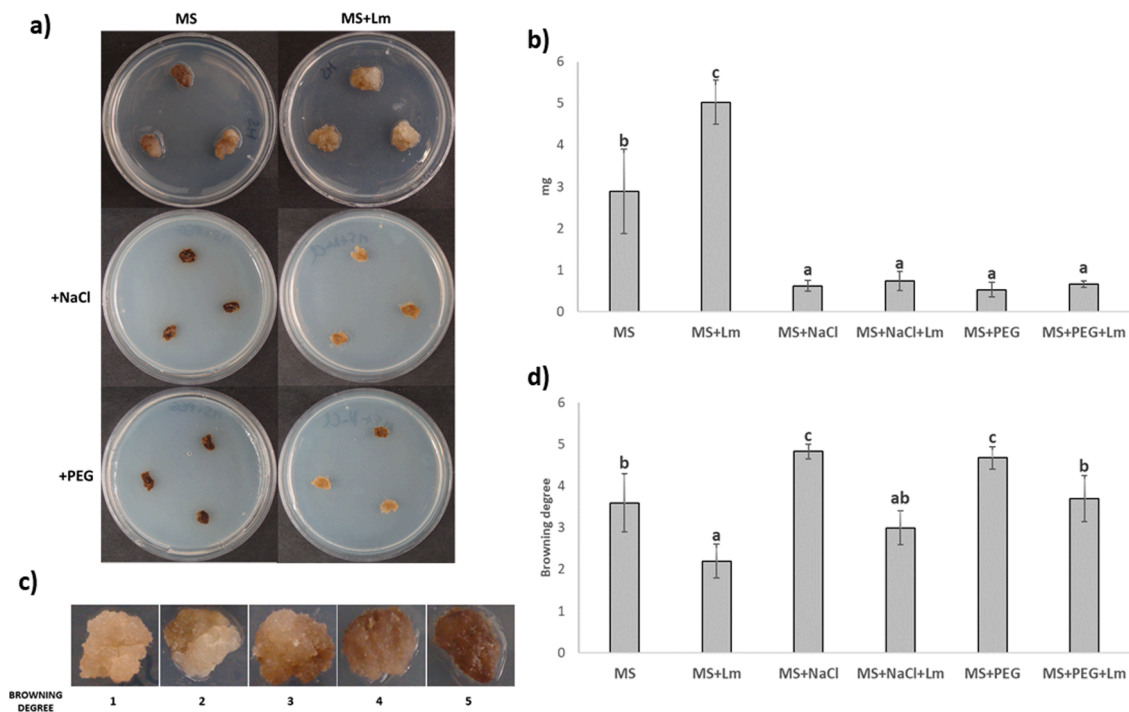 a)
MS
MS+Lm
+NaCl
+PEG
b)
6
5
4
3
2
1
0
mg
b
c
a
a
a
a
MS
MS+Lm
MS+NaCl
MS+NaCl+Lm
MS+PEG
MS+PEG+Lm
c)
BROWNING
DEGREE
1
2
3
4
5
d)
6
5
4
3
2
1
0
Browning degree
b
a
c
ab
c
b
MS
MS+Lm
MS+NaCl
MS+NaCl+Lm
MS+PEG
MS+PEG+Lm